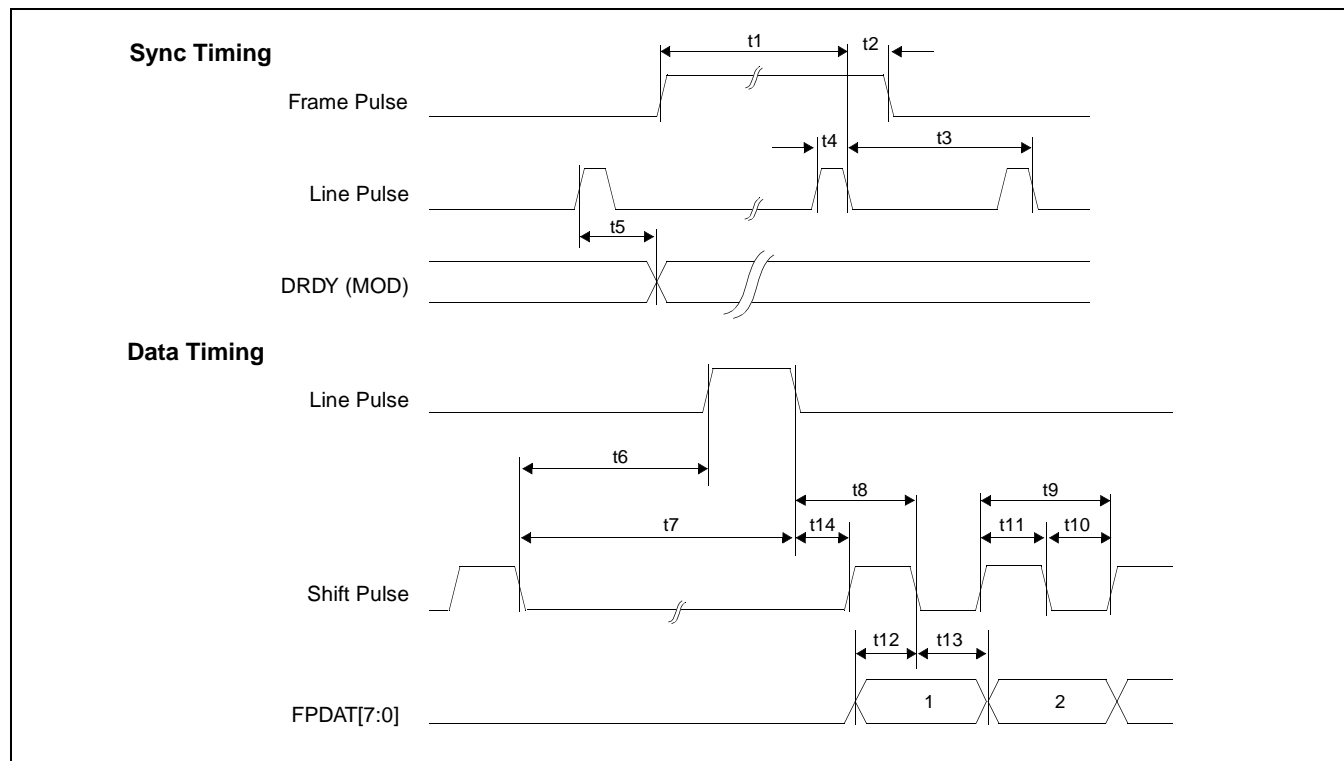 Sync Timing
t1
t2
Frame Pulse
t4
t3
Line Pulse
t5
DRDY (MOD)
Data Timing
Line Pulse
t6
t8
t9
t7
t14
t11
t10
Shift Pulse
t12
t13
FPDAT[7:0]
1
2